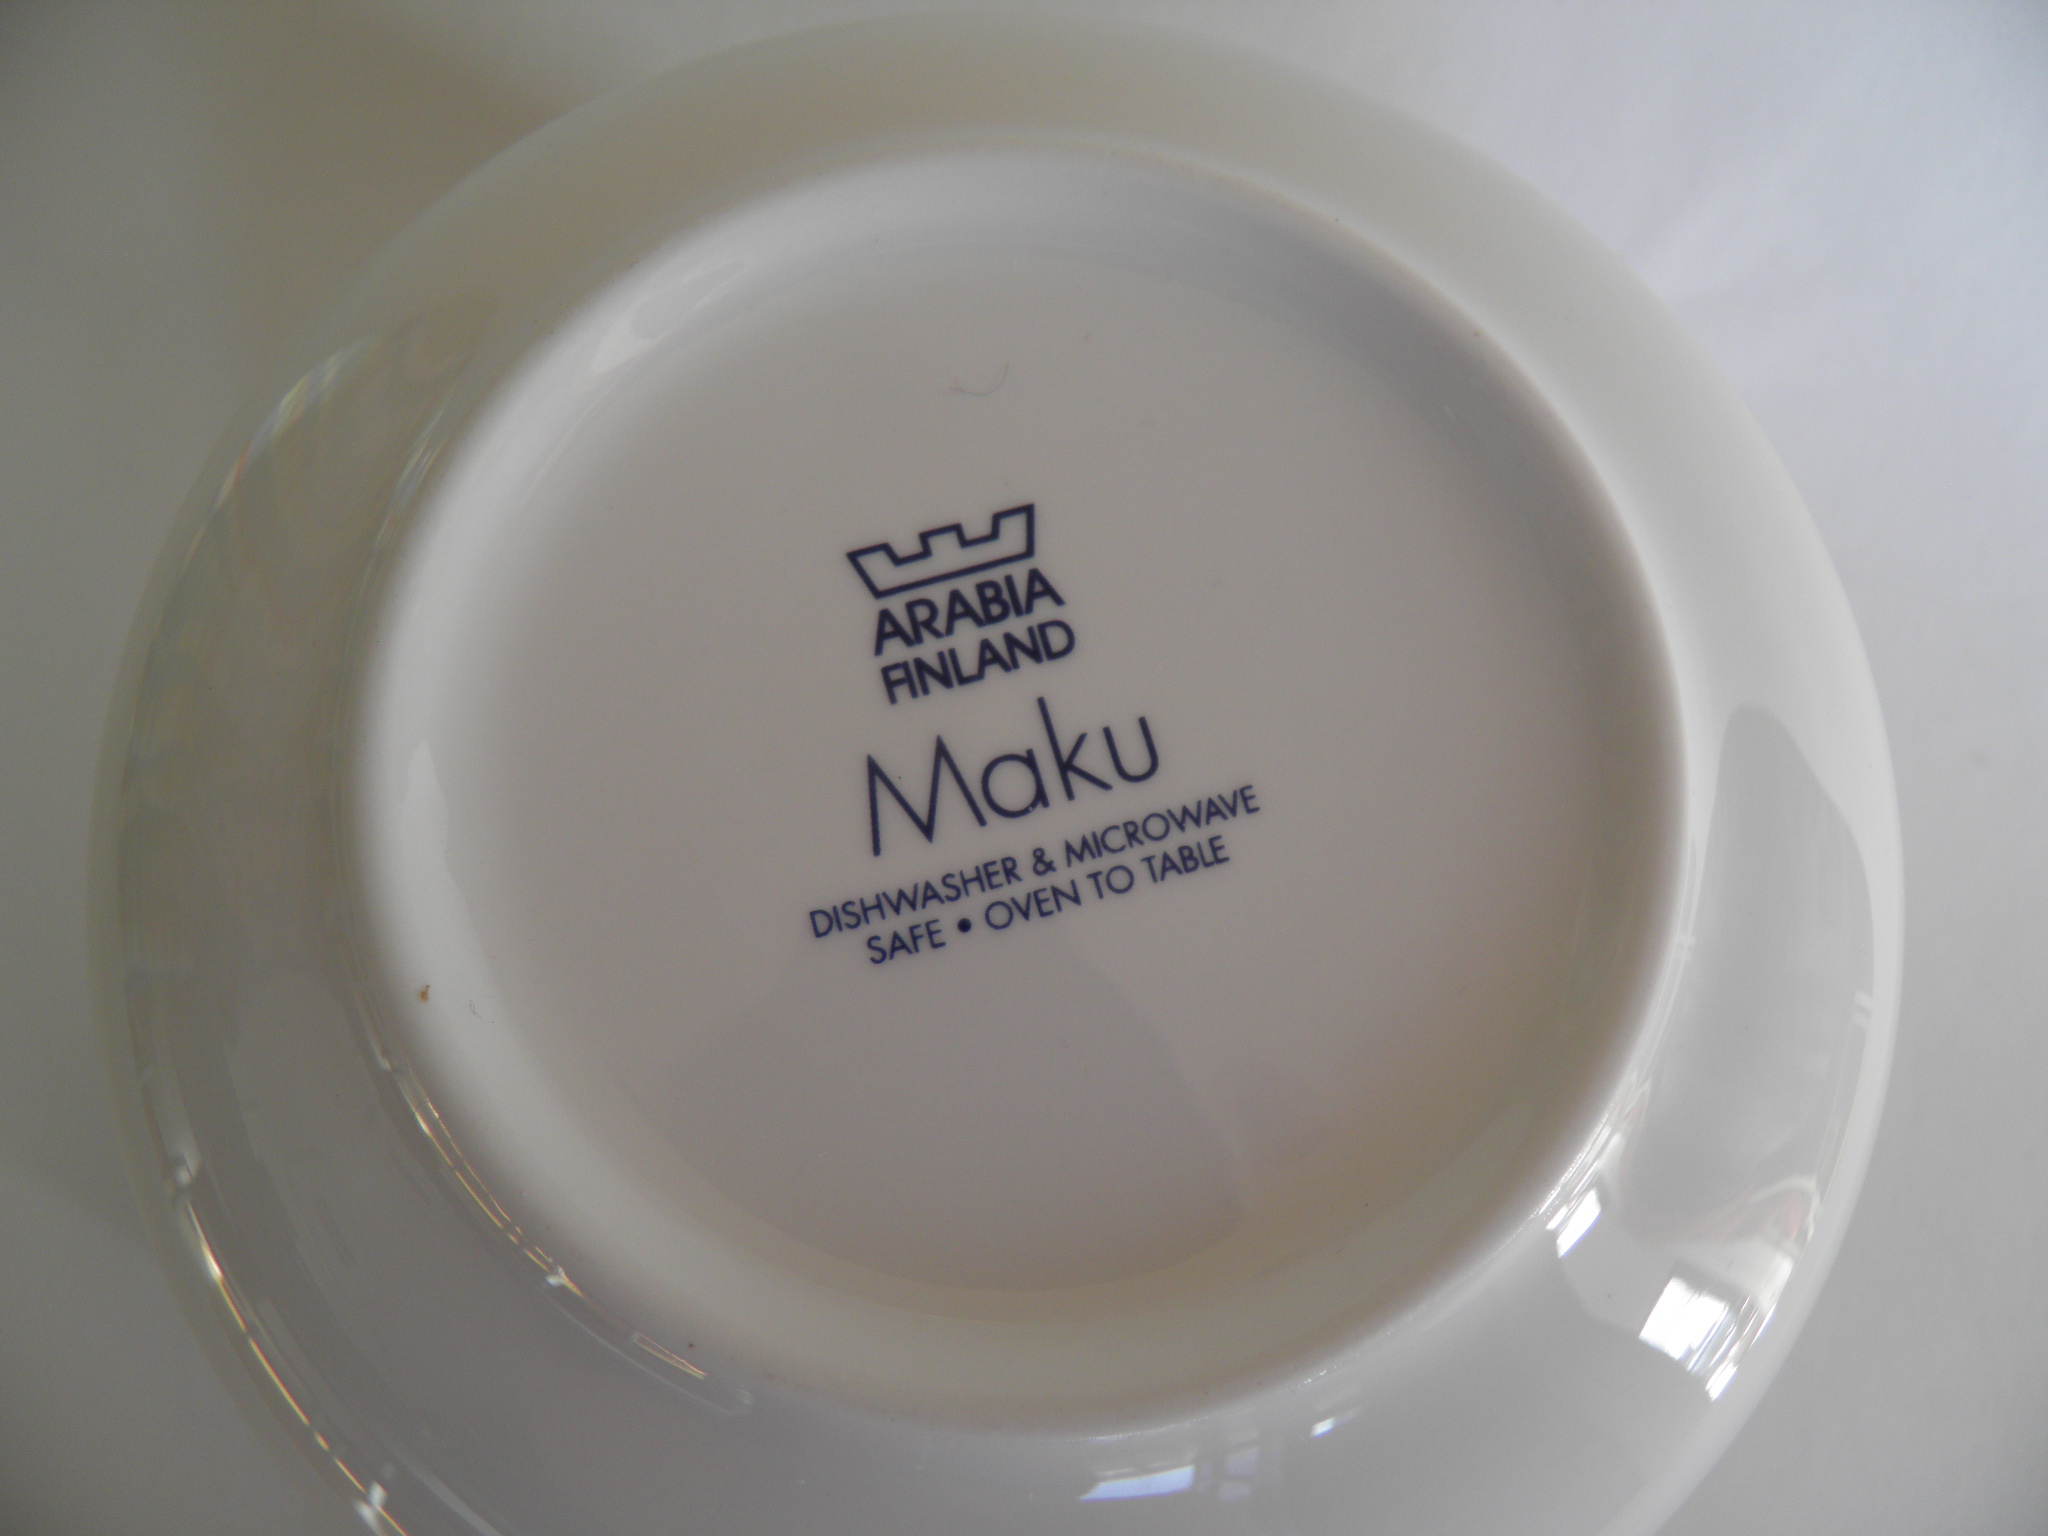 ARABIA
FINLAND
Maku
DISHWASHER & MICROWAVE
SAFE • OVEN TO TABLE